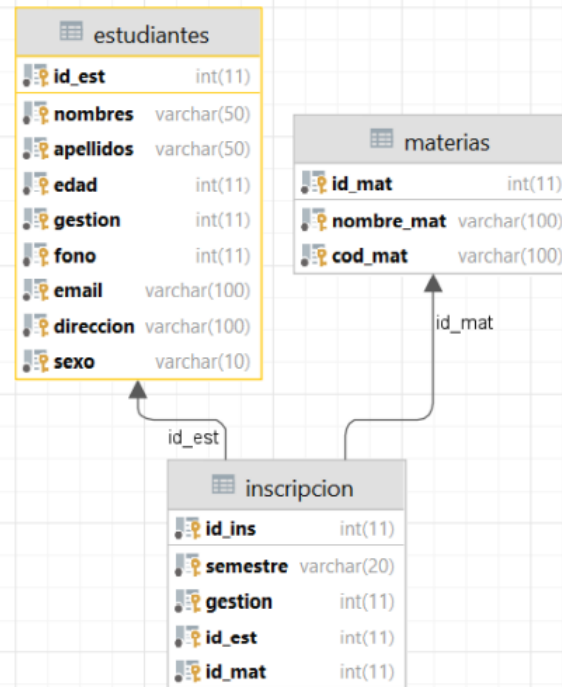 estudiantes
id_est int(11)
nombres varchar(50)
apellidos varchar(50)
edad int(11)
gestion int(11)
fono int(11)
email varchar(100)
direccion varchar(100)
sexo varchar(10)
materias
id_mat int(11)
nombre_mat varchar(100)
cod_mat varchar(100)
id_mat
id_est
inscripcion
id_ins int(11)
semestre varchar(20)
gestion int(11)
id_est int(11)
id_mat int(11)